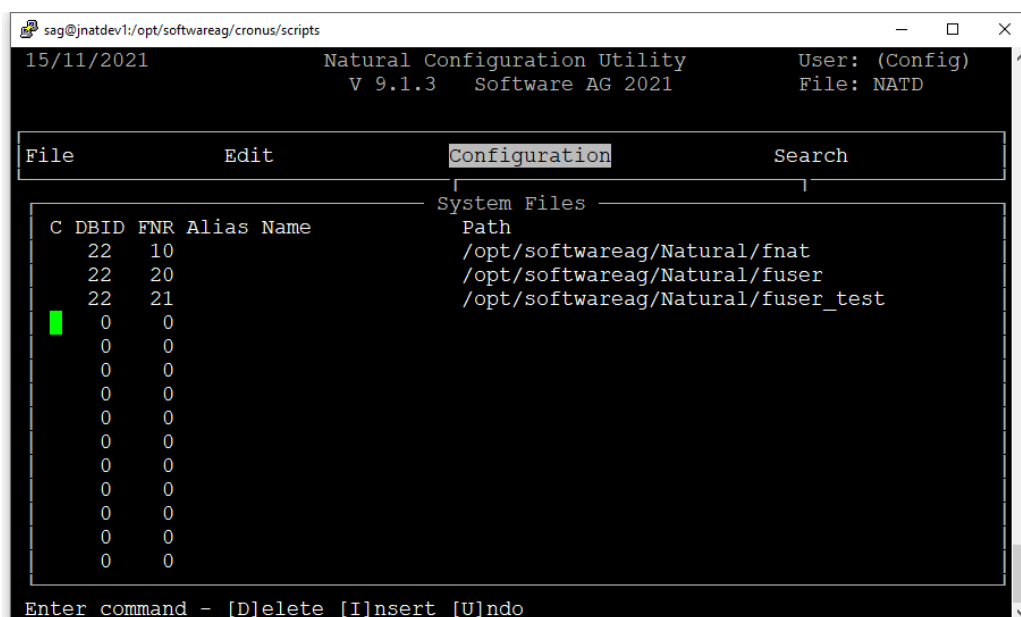 sag@jnatdev1:/opt/softwareag/cronus/scripts
15/11/2021 Natural Configuration Utility User: (Config)
V 9.1.3 Software AG 2021 File: NATD
File Edit Configuration Search
System Files
C DBID FNR Alias Name Path
22 10 /opt/softwareag/Natural/fnat
22 20 /opt/softwareag/Natural/fuser
22 21 /opt/softwareag/Natural/fuser_test
0 0
0 0
0 0
0 0
0 0
0 0
0 0
0 0
0 0
0 0
0 0
Enter command - [D]elete [I]nsert [U]ndo